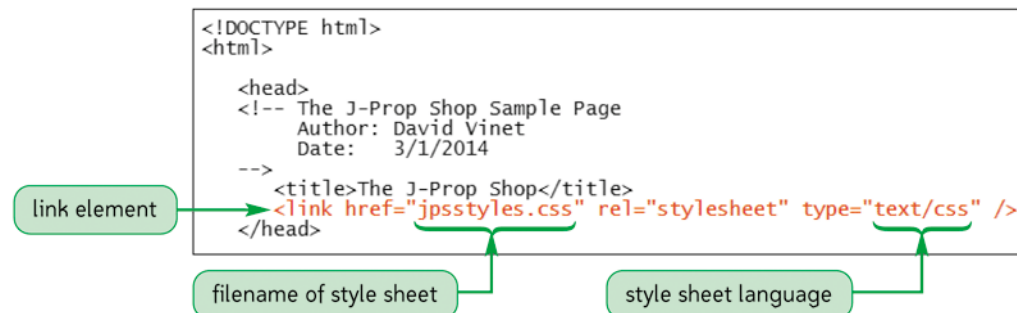 <!DOCTYPE html>
<html>
<head>
<!-- The J-Prop Shop Sample Page
Author: David Vinet
Date: 3/1/2014
-->
<title>The J-Prop Shop</title>
link element
<link href="jpsstyles.css" rel="stylesheet" type="text/css" />
</head>
filename of style sheet
style sheet language